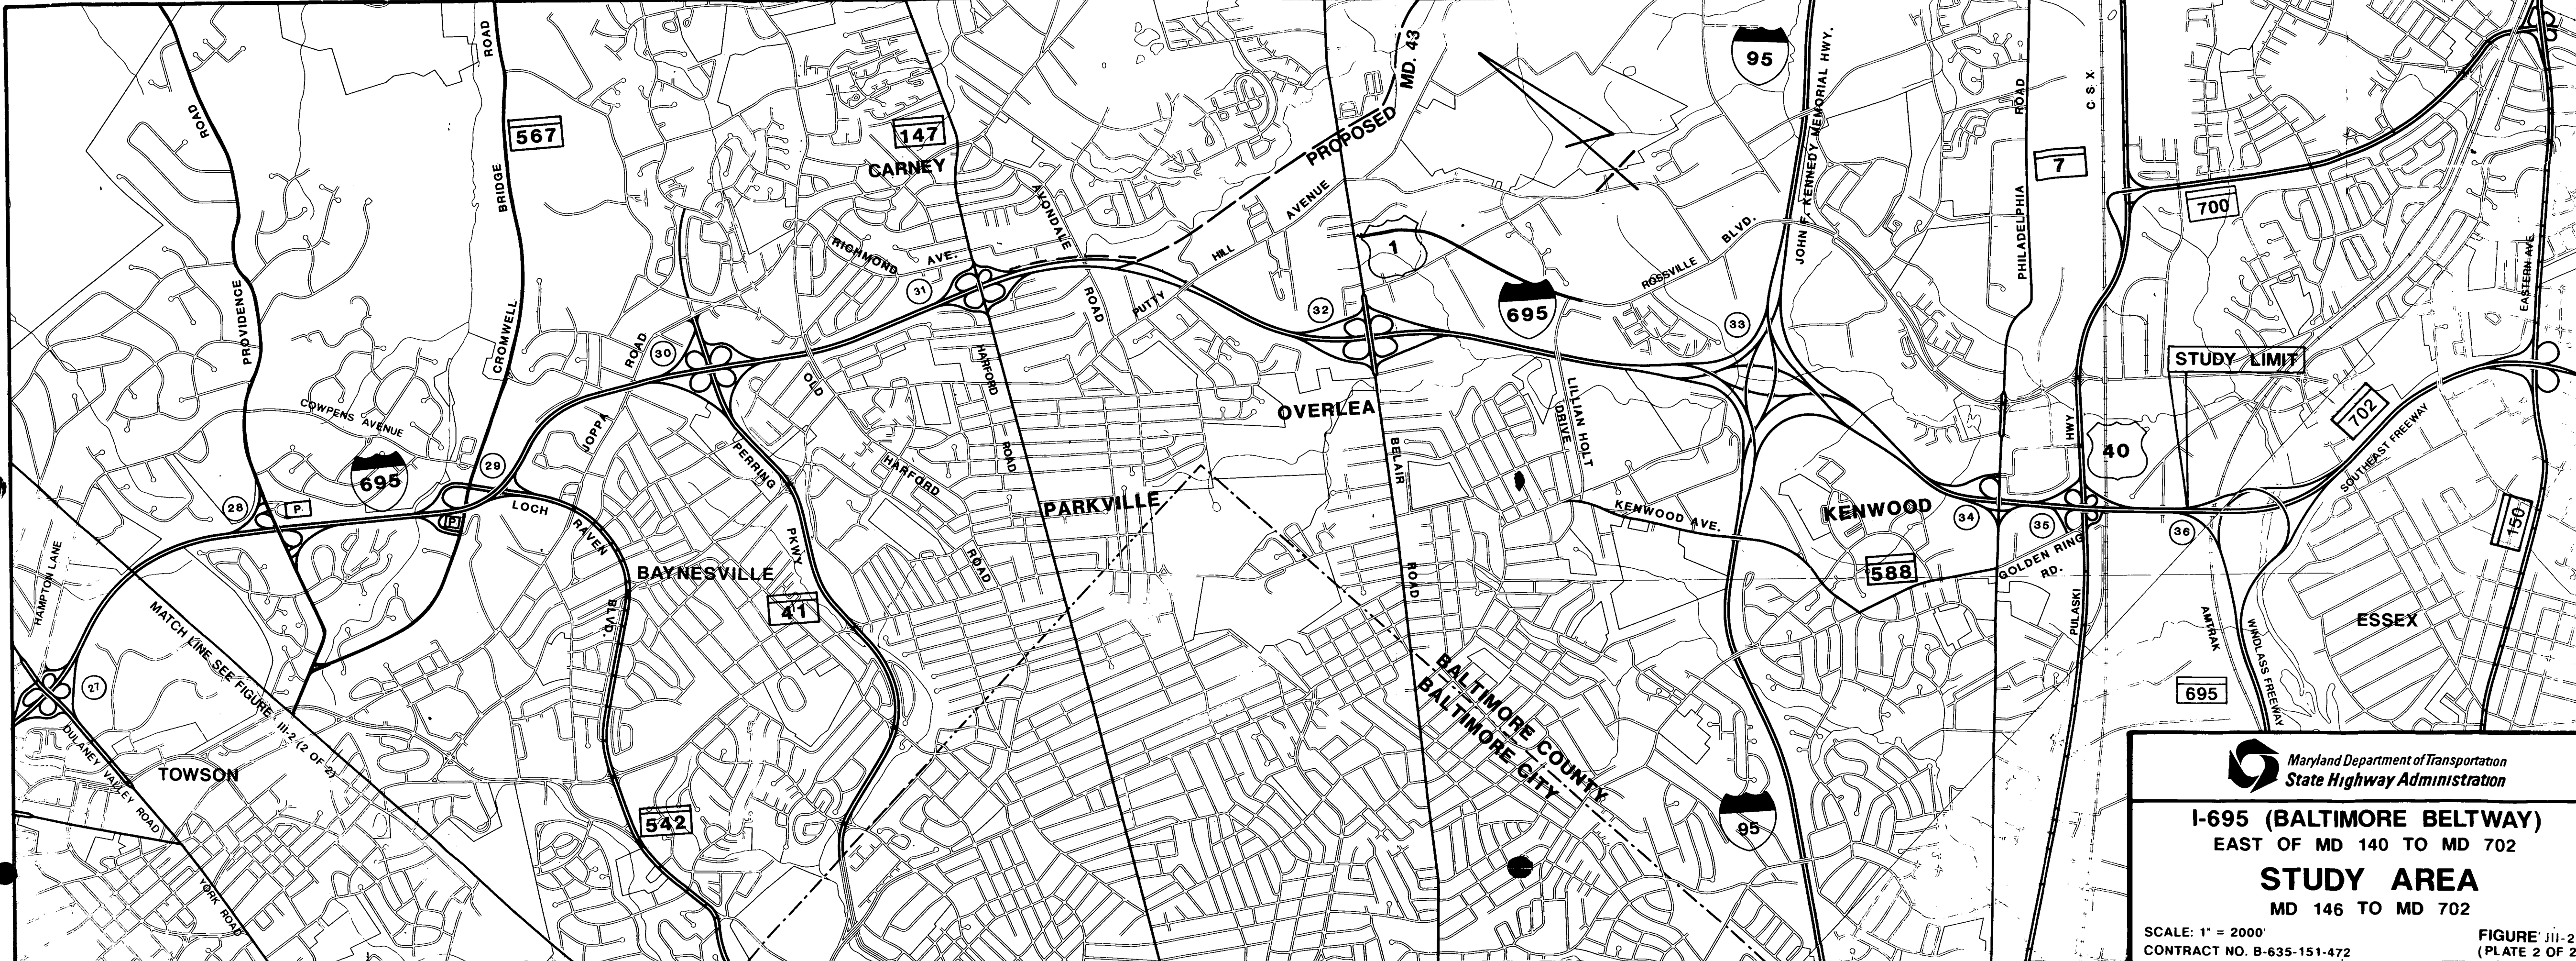 ROAD
567
BRIDGE
CROMWELL
ROAD
PROVIDENCE
COWPENS AVENUE
695
28
P
P
29
HAMPTON LANE
27
MATCH LINE SEE FIGURE III-2 (2 OF 2)
DULANEY VALLEY ROAD
TOWSON
YORK ROAD
LOCH
RAVEN
BLVD.
BAYNESVILLE
542
JOPPA
ROAD
30
PERRING
PKWY
41
OLD
HARFORD
ROAD
147
CARNEY
RICHMOND
AVE.
31
AVONDALE
ROAD
HARFORD
ROAD
PARKVILLE
PUTTY
HILL
AVENUE
PROPOSED
MD. 43
1
32
OVERLEA
BELAIR
ROAD
BALTIMORE COUNTY
BALTIMORE CITY
695
ROSSVILLE
BLVD.
LILLIAN HOLT
DRIVE
KENWOOD AVE.
95
JOHN F. KENNEDY MEMORIAL HWY.
33
KENWOOD
588
95
PHILADELPHIA
ROAD
7
C S X
34
35
36
GOLDEN RING
RD.
HWY
PULASKI
40
700
STUDY LIMIT
702
SOUTHEAST FREEWAY
EASTERN AVE
150
ESSEX
AMTRAK
WINDLASS FREEWAY
695
Maryland Department of Transportation
State Highway Administration
I-695 (BALTIMORE BELTWAY)
EAST OF MD 140 TO MD 702
STUDY AREA
MD 146 TO MD 702
SCALE: 1" = 2000'
CONTRACT NO. B-635-151-472
FIGURE III-2
(PLATE 2 OF 2